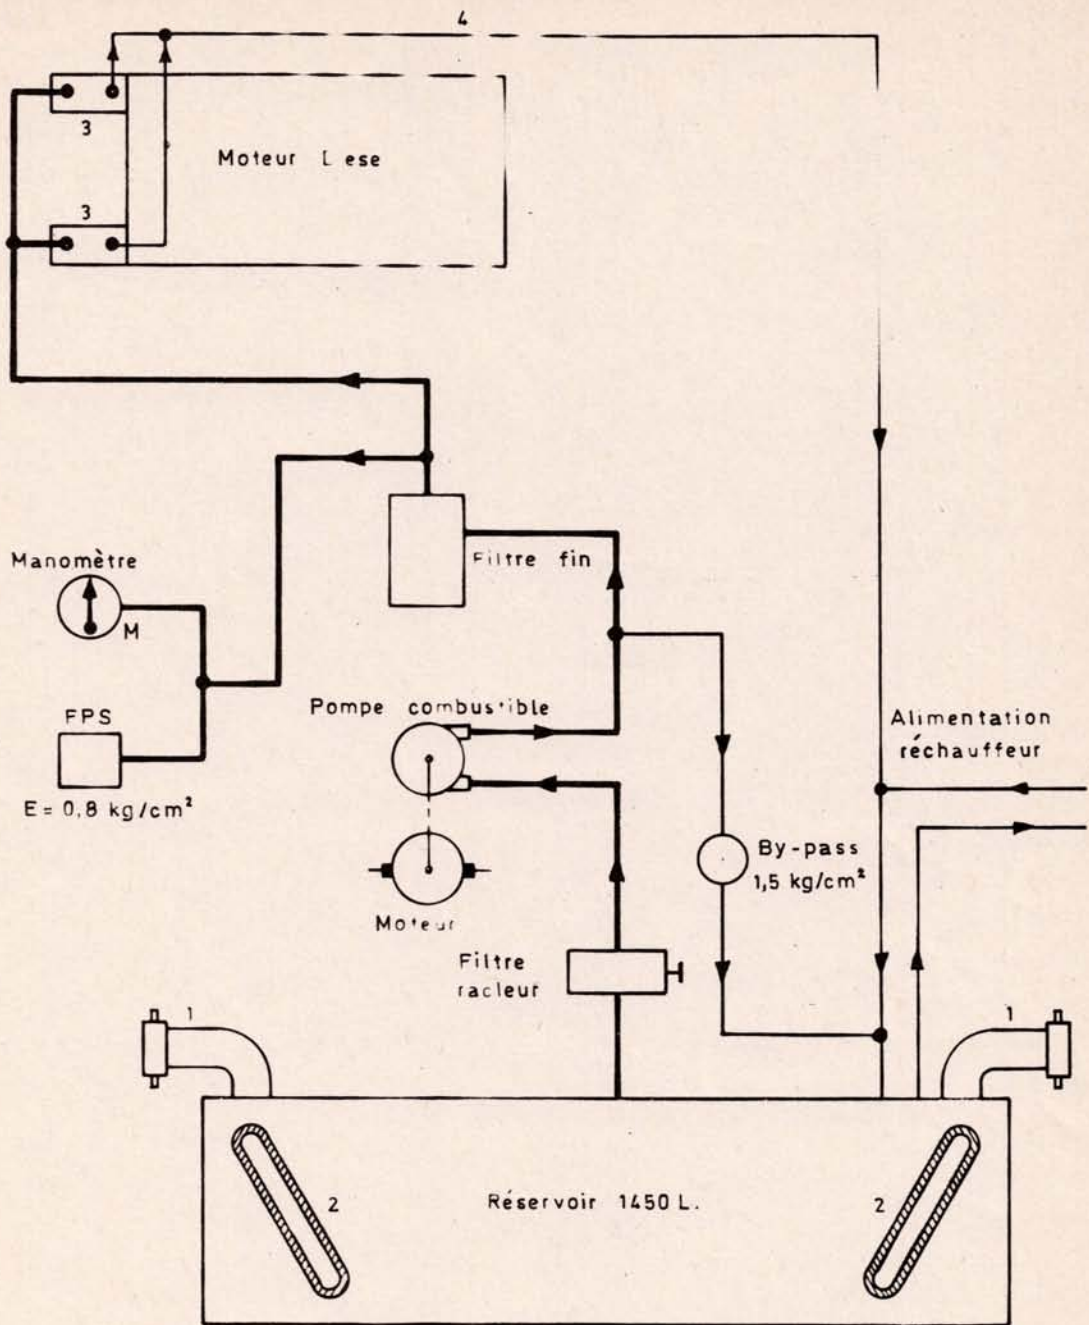 4
3
3
Moteur L ese
Filtre fin
Manomètre
M
FPS
E = 0,8 kg/cm²
Pompe combustible
Moteur
Alimentation
réchauffeur
By-pass
1,5 kg/cm²
Filtre
racleur
1
1
2
Réservoir 1450 L.
2